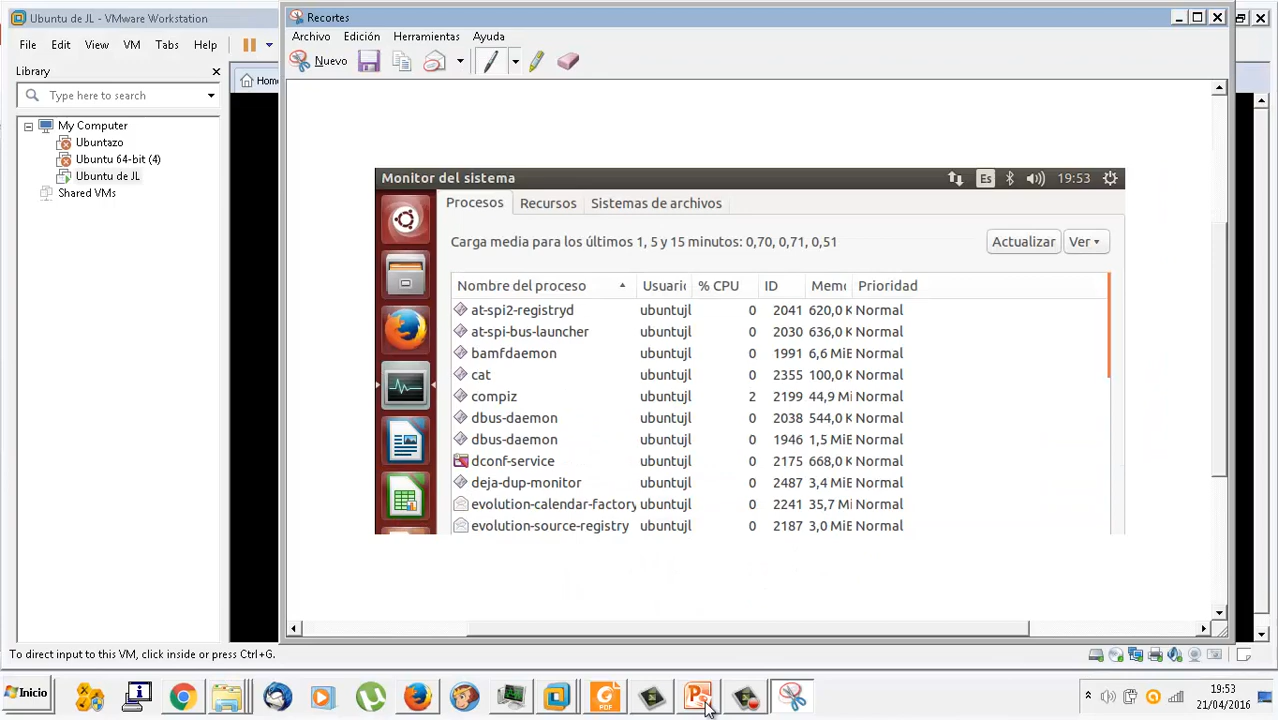 Ubuntu de JL - VMware Workstation
File Edit View VM Tabs Help
Library
Type here to search
My Computer
Ubuntazo
Ubuntu 64-bit (4)
Ubuntu de JL
Shared VMs
Home
Recortes
Archivo Edición Herramientas Ayuda
Nuevo
Monitor del sistema Es 19:53
Procesos Recursos Sistemas de archivos
Carga media para los últimos 1, 5 y 15 minutos: 0,70, 0,71, 0,51 Actualizar Ver
Nombre del proceso Usuari % CPU ID Memo Prioridad
at-spi2-registryd ubuntujl 0 2041 620,0 K Normal
at-spi-bus-launcher ubuntujl 0 2030 636,0 K Normal
bamfdaemon ubuntujl 0 1991 6,6 MiB Normal
cat ubuntujl 0 2355 100,0 K Normal
compiz ubuntujl 2 2199 44,9 Mi Normal
dbus-daemon ubuntujl 0 2038 544,0 K Normal
dbus-daemon ubuntujl 0 1946 1,5 MiB Normal
dconf-service ubuntujl 0 2175 668,0 K Normal
deja-dup-monitor ubuntujl 0 2487 3,4 MiB Normal
evolution-calendar-factory ubuntujl 0 2241 35,7 Mi Normal
evolution-source-registry ubuntujl 0 2187 3,0 MiB Normal
To direct input to this VM, click inside or press Ctrl+G.
Inicio
PDF
19:53
21/04/2016